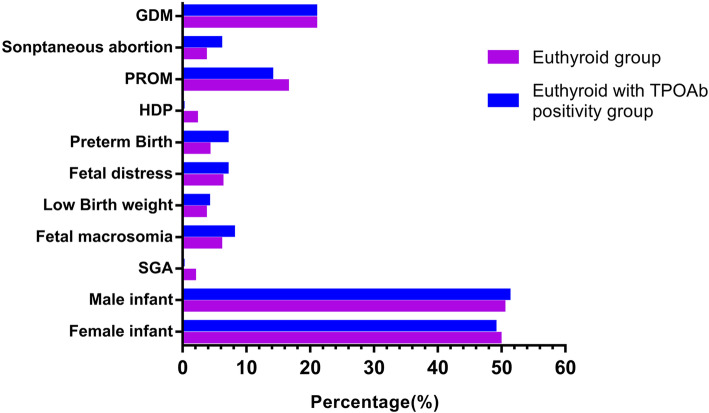 GDM
Sonptaneous abortion
PROM
HDP
Preterm Birth
Fetal distress
Low Birth weight
Fetal macrosomia
SGA
Male infant
Female infant
0 10 20 30 40 50 60
Percentage(%)
Euthyroid group
Euthyroid with TPOAb
positivity group